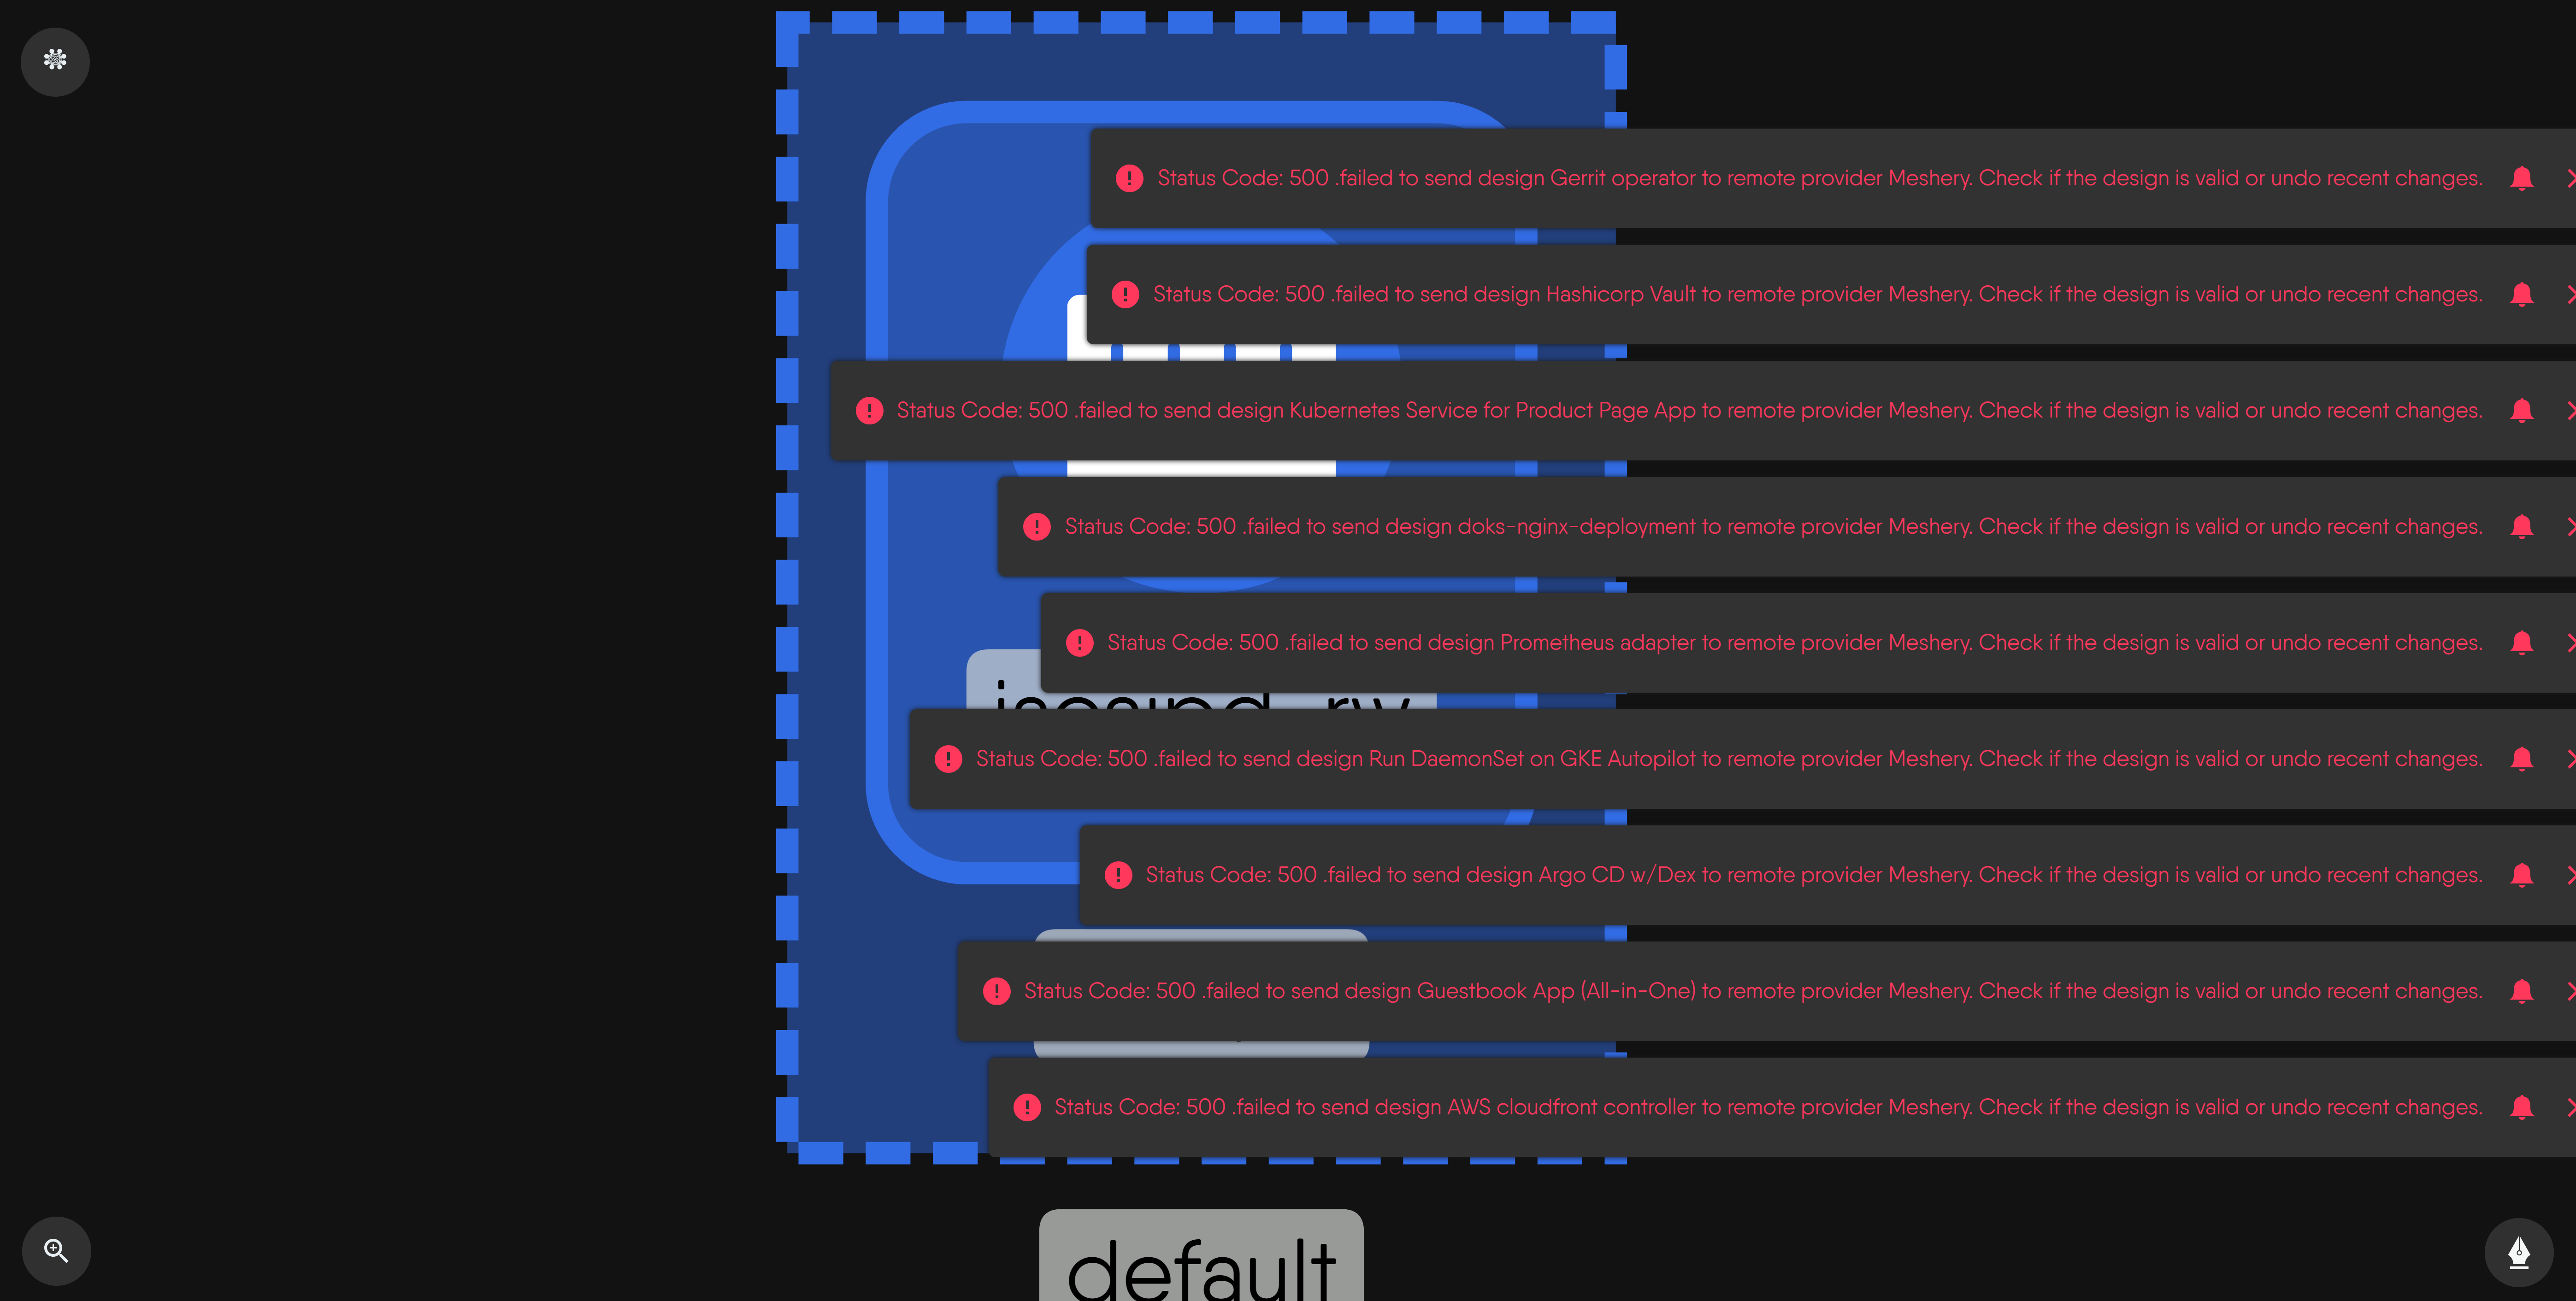 Status Code: 500 .failed to send design Gerrit operator to remote provider Meshery. Check if the design is valid or undo recent changes.
Status Code: 500 .failed to send design Hashicorp Vault to remote provider Meshery. Check if the design is valid or undo recent changes.
Status Code: 500 .failed to send design Kubernetes Service for Product Page App to remote provider Meshery. Check if the design is valid or undo recent changes.
Status Code: 500 .failed to send design doks-nginx-deployment to remote provider Meshery. Check if the design is valid or undo recent changes.
Status Code: 500 .failed to send design Prometheus adapter to remote provider Meshery. Check if the design is valid or undo recent changes.
Status Code: 500 .failed to send design Run DaemonSet on GKE Autopilot to remote provider Meshery. Check if the design is valid or undo recent changes.
Status Code: 500 .failed to send design Argo CD w/Dex to remote provider Meshery. Check if the design is valid or undo recent changes.
Status Code: 500 .failed to send design Guestbook App (All-in-One) to remote provider Meshery. Check if the design is valid or undo recent changes.
Status Code: 500 .failed to send design AWS cloudfront controller to remote provider Meshery. Check if the design is valid or undo recent changes.
default